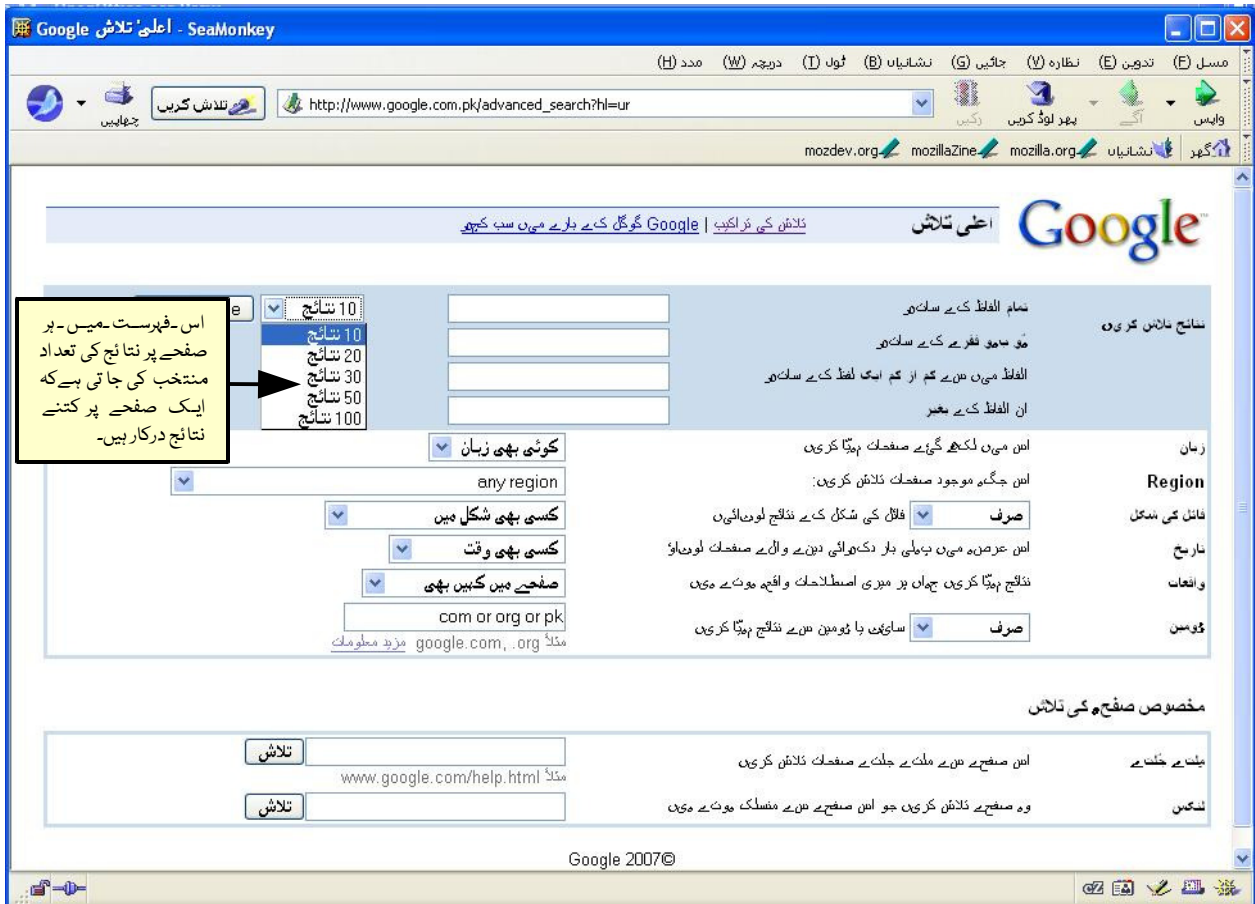 Google اعلیٰ تلاش - SeaMonkey
مسل (F) تدوین (E) نظارہ (V) جائیں (G) نشانیاں (B) ٹول (T) دریچہ (W) مدد (H)
واپس آگے پھر لوڈ کریں رکیں http://www.google.com.pk/advanced_search?hl=ur تلاش کریں چھاپیں
گھر نشانیاں mozilla.org mozillaZine mozdev.org
Google اعلی تلاش تلاش کی تراکیب | Google گوگل کے بارے میں سب کچھ
نتائج تلاش کریں
تمام الفاظ کے ساتھ 10 نتائج
ہو بہو فقرے کے ساتھ
الفاظ میں سے کم از کم ایک لفظ کے ساتھ
ان الفاظ کے بغیر
10 نتائج
20 نتائج
30 نتائج
50 نتائج
100 نتائج
اس۔فہرست۔میں۔ہر
صفحے پر نتائج کی تعداد
منتخب کی جاتی ہےکہ
ایک صفحے پر کتنے
نتائج درکار ہیں۔
زبان اس میں لکھے گئے صفحات مہیّا کریں کوئی بھی زبان
Region اس جگہ موجود صفحات تلاش کریں: any region
فائل کی شکل صرف فائل کی شکل کے نتائج لوٹائیں کسی بھی شکل میں
تاریخ اس عرصہ میں پہلی بار دکھائی دینے والے صفحات لوٹاؤ کسی بھی وقت
واقعات نتائج مہیّا کریں جہاں پر میری اصطلاحات واقع ہوتے ہیں صفحے میں کہیں بھی
ڈومین صرف سائٹ یا ڈومین سے نتائج مہیّا کریں com or org or pk
مثلاً google.com, .org مزید معلومات
مخصوص صفحہ کی تلاش
ملتے جلتے اس صفحے سے ملتے جلتے صفحات تلاش کریں تلاش
مثلاً www.google.com/help.html
لنکس وہ صفحے تلاش کریں جو اس صفحے سے منسلک ہوتے ہیں تلاش
Google 2007©